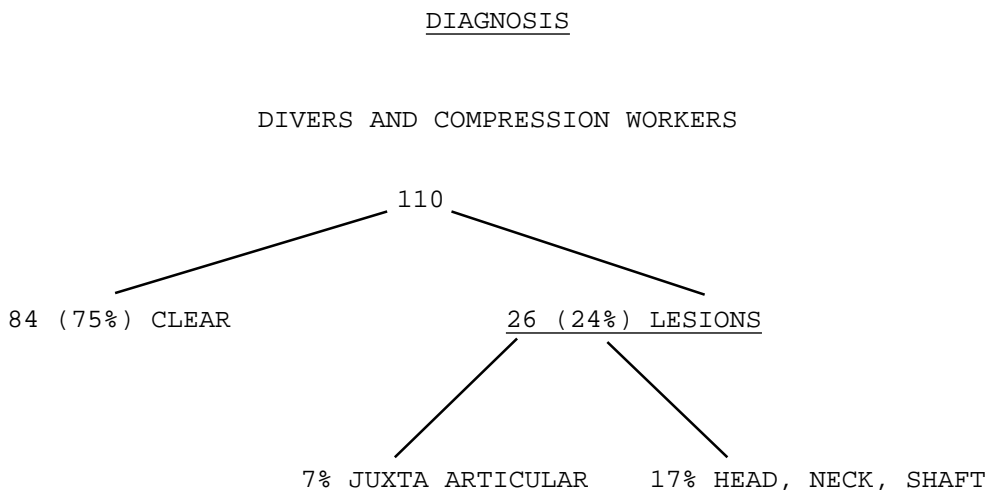 DIAGNOSIS
DIVERS AND COMPRESSION WORKERS
110
84 (75%) CLEAR
26 (24%) LESIONS
7% JUXTA ARTICULAR
17% HEAD, NECK, SHAFT